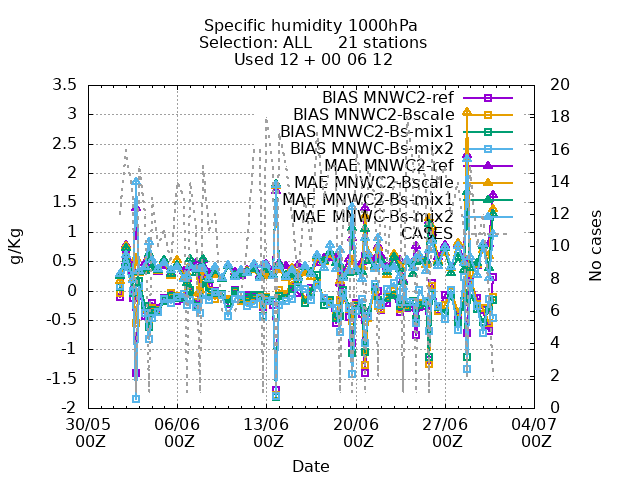 Specific humidity 1000hPa
Selection: ALL 21 stations
Used 12 + 00 06 12
3.5
3
2.5
2
1.5
1
0.5
0
-0.5
-1
-1.5
-2
g/Kg
20
18
16
14
12
10
8
6
4
2
0
No cases
BIAS MNWC2-ref
BIAS MNWC2-Bscale
BIAS MNWC2-Bs-mix1
BIAS MNWC-Bs-mix2
MAE MNWC2-ref
MAE MNWC2-Bscale
MAE MNWC2-Bs-mix1
MAE MNWC-Bs-mix2
CASES
30/05 06/06 13/06 20/06 27/06 04/07
00Z 00Z 00Z 00Z 00Z 00Z
Date